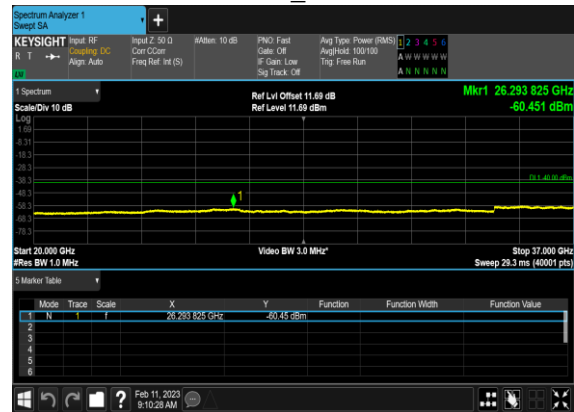 Spectrum Analyzer 1
Swept SA
+
KEYSIGHT Input: RF Input Z: 50 Ω #Atten: 10 dB PNO: Fast Avg Type: Power (RMS) 1 2 3 4 5 6
R T Coupling: DC Corr CCorr Gate: Off Avg|Hold: 100/100 A W W W W W
Align: Auto Freq Ref: Int (S) IF Gain: Low Trig: Free Run
Sig Track: Off A N N N N N
1 Spectrum Ref Lvl Offset 11.69 dB Mkr1 26.293 825 GHz
Scale/Div 10 dB Ref Level 11.69 dBm -60.451 dBm
Log
1.69
-8.31
-18.3
-28.3
-38.3 DL1 -40.00 dBm
-48.3 1
-58.3
-68.3
-78.3
Start 20.000 GHz Video BW 3.0 MHz* Stop 37.000 GHz
#Res BW 1.0 MHz Sweep 29.3 ms (40001 pts)
5 Marker Table
Mode Trace Scale X Y Function Function Width Function Value
1 N 1 f 26.293 825 GHz -60.45 dBm
2
3
4
5
6
? Feb 11, 2023
9:10:28 AM